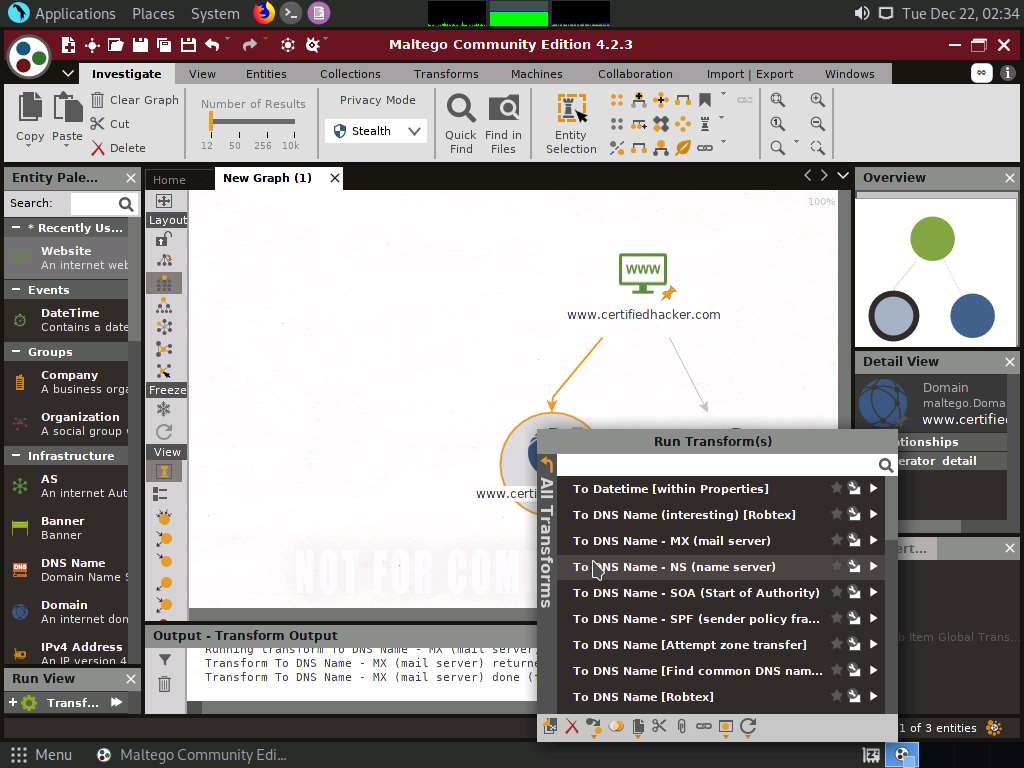 Applications Places System
Tue Dec 22, 02:34
Maltego Community Edition 4.2.3
Investigate View Entities Collections Transforms Machines Collaboration Import | Export Windows
Copy Paste
Clear Graph
Cut
Delete
Number of Results
12 50 256 10k
Privacy Mode
Stealth
Quick Find
Find in Files
Entity Selection
Entity Pale...
Search:
* Recently Us...
Website
An internet web
Events
DateTime
Contains a date
Groups
Company
A business orga
Organization
A social group
Infrastructure
AS
An internet Aut
Banner
Banner
DNS Name
Domain Name S
Domain
An internet don
IPv4 Address
An IP version 4
Run View
Transf...
Home New Graph (1)
Layout
Freeze
View
100%
WWW
www.certifiedhacker.com
www.certi
NOT FOR COM
Output - Transform Output
Running transform To DNS Name - MX (mail server)
Transform To DNS Name - MX (mail server) returne
Transform To DNS Name - MX (mail server) done (
Run Transform(s)
All Transforms
To Datetime [within Properties]
To DNS Name (interesting) [Robtex]
To DNS Name - MX (mail server)
To DNS Name - NS (name server)
To DNS Name - SOA (Start of Authority)
To DNS Name - SPF (sender policy fra...
To DNS Name [Attempt zone transfer]
To DNS Name [Find common DNS nam...
To DNS Name [Robtex]
Overview
Detail View
Domain
maltego.Doma
www.certifie
ationships
erator detail
ert...
b Item Global Trans...
1 of 3 entities
Menu Maltego Community Edi...